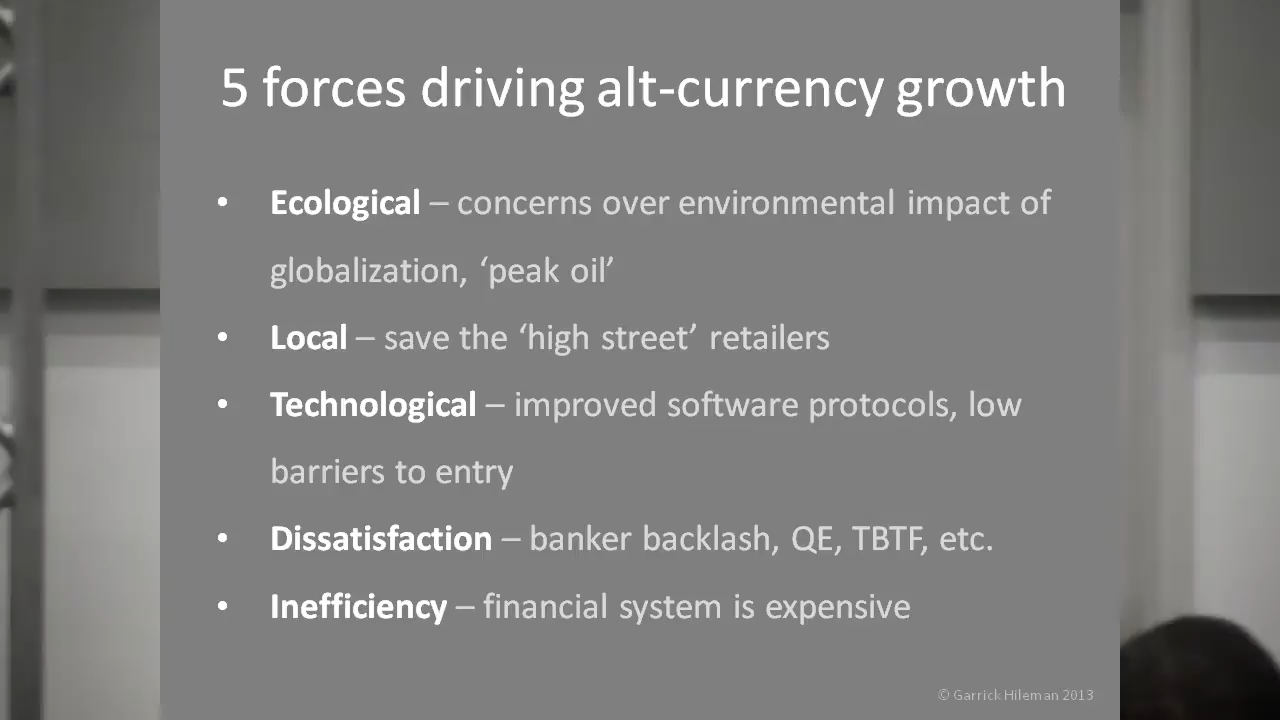 5 forces driving alt-currency growth
• Ecological – concerns over environmental impact of
globalization, ‘peak oil’
• Local – save the ‘high street’ retailers
• Technological – improved software protocols, low
barriers to entry
• Dissatisfaction – banker backlash, QE, TBTF, etc.
• Inefficiency – financial system is expensive
© Garrick Hileman 2013